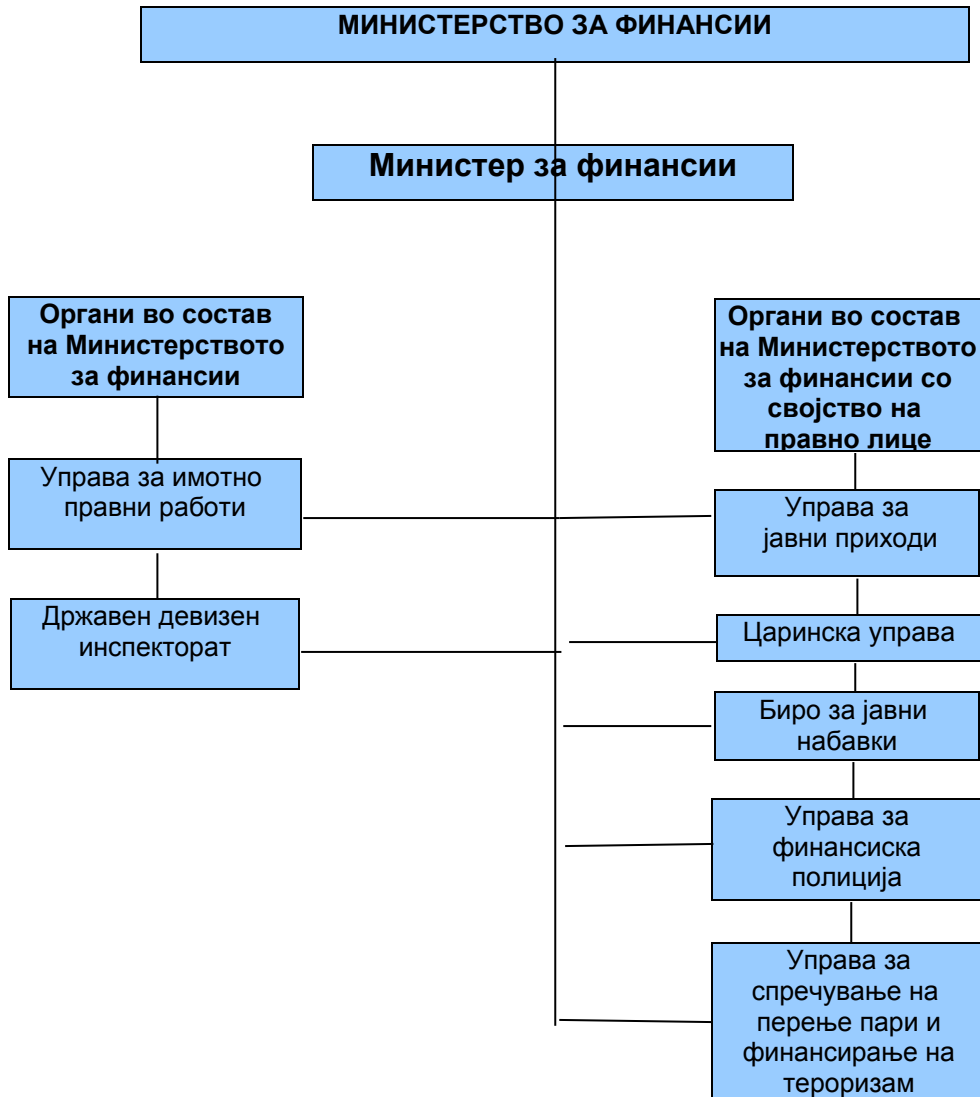 МИНИСТЕРСТВО ЗА ФИНАНСИИ
Министер за финансии
Органи во состав
на Министерството
за финансии
Управа за имотно
правни работи
Државен девизен
инспекторат
Органи во состав
на Министерството
за финансии со
својство на
правно лице
Управа за
јавни приходи
Царинска управа
Биро за јавни
набавки
Управа за
финансиска
полиција
Управа за
спречување на
перење пари и
финансирање на
тероризам